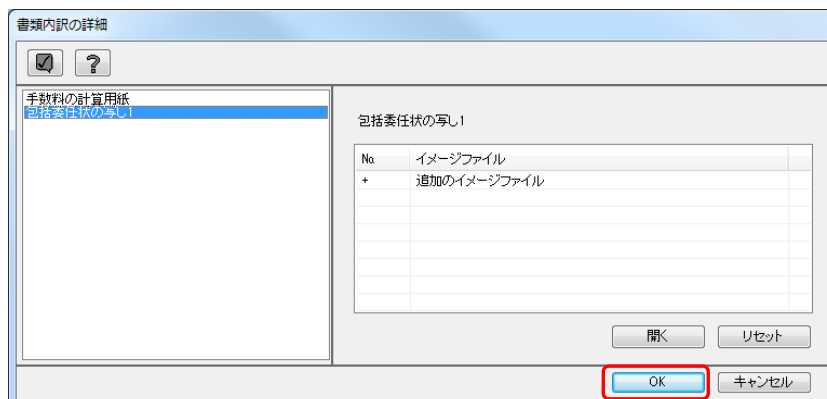 書類内訳の詳細
?
手数料の計算用紙
包括委任状の写し1
包括委任状の写し1
No. イメージファイル
+ 追加のイメージファイル
開く リセット
OK キャンセル